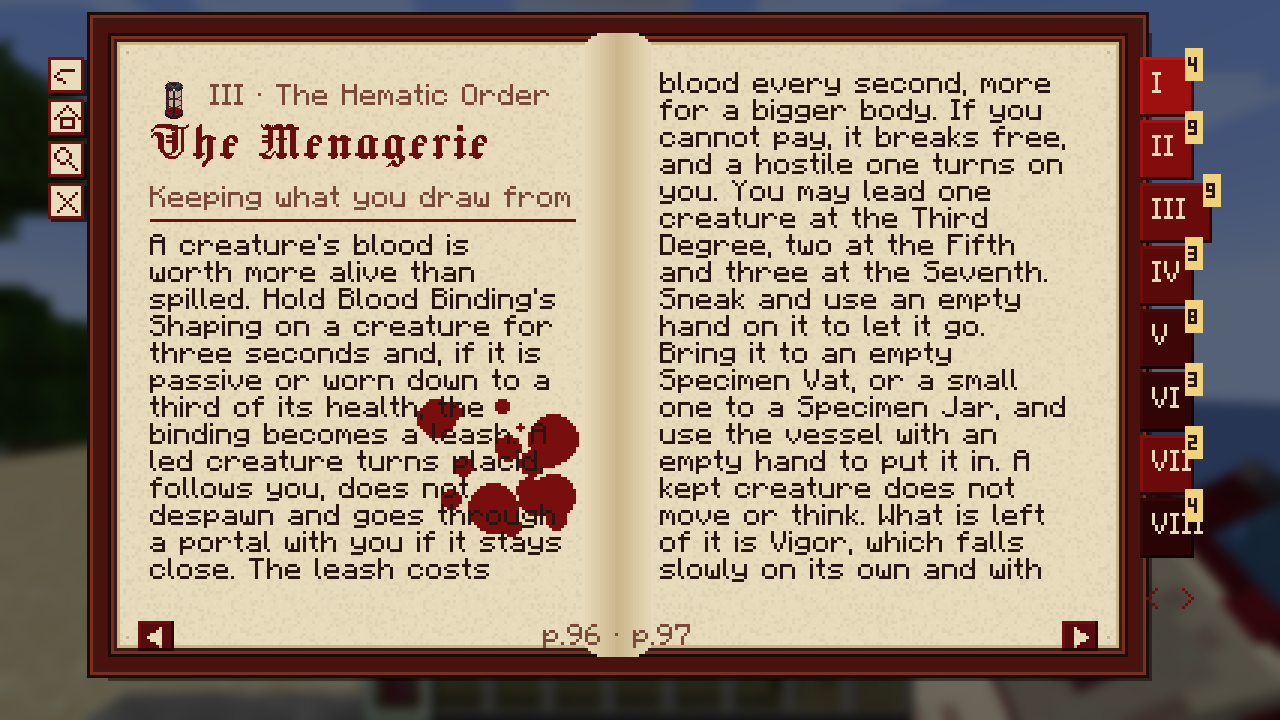 III · The Hematic Order
The Menagerie
Keeping what you draw from
A creature's blood is
worth more alive than
spilled. Hold Blood Binding's
Shaping on a creature for
three seconds and, if it is
passive or worn down to a
third of its health, the
binding becomes a leash. A
led creature turns placid,
follows you, does not
despawn and goes through
a portal with you if it stays
close. The leash costs
blood every second, more
for a bigger body. If you
cannot pay, it breaks free,
and a hostile one turns on
you. You may lead one
creature at the Third
Degree, two at the Fifth
and three at the Seventh.
Sneak and use an empty
hand on it to let it go.
Bring it to an empty
Specimen Vat, or a small
one to a Specimen Jar, and
use the vessel with an
empty hand to put it in. A
kept creature does not
move or think. What is left
of it is Vigor, which falls
slowly on its own and with
p.96 · p.97
I 4
II 9
III 9
IV 3
V 8
VI 3
VII 2
VIII 4